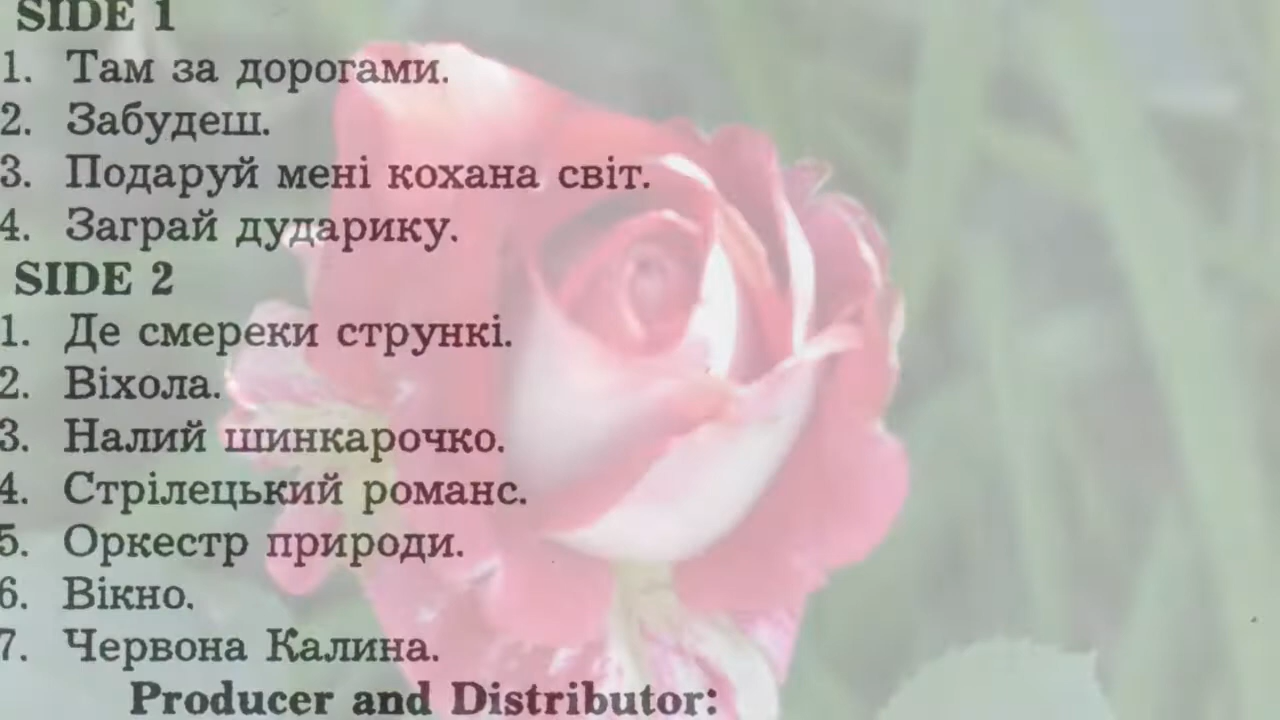 SIDE 1
1. Там за дорогами.
2. Забудеш.
3. Подаруй мені кохана світ.
4. Заграй дударику.
SIDE 2
1. Де смереки стрункі.
2. Віхола.
3. Налий шинкарочко.
4. Стрілецький романс.
5. Оркестр природи.
6. Вікно.
7. Червона Калина.
Producer and Distributor: